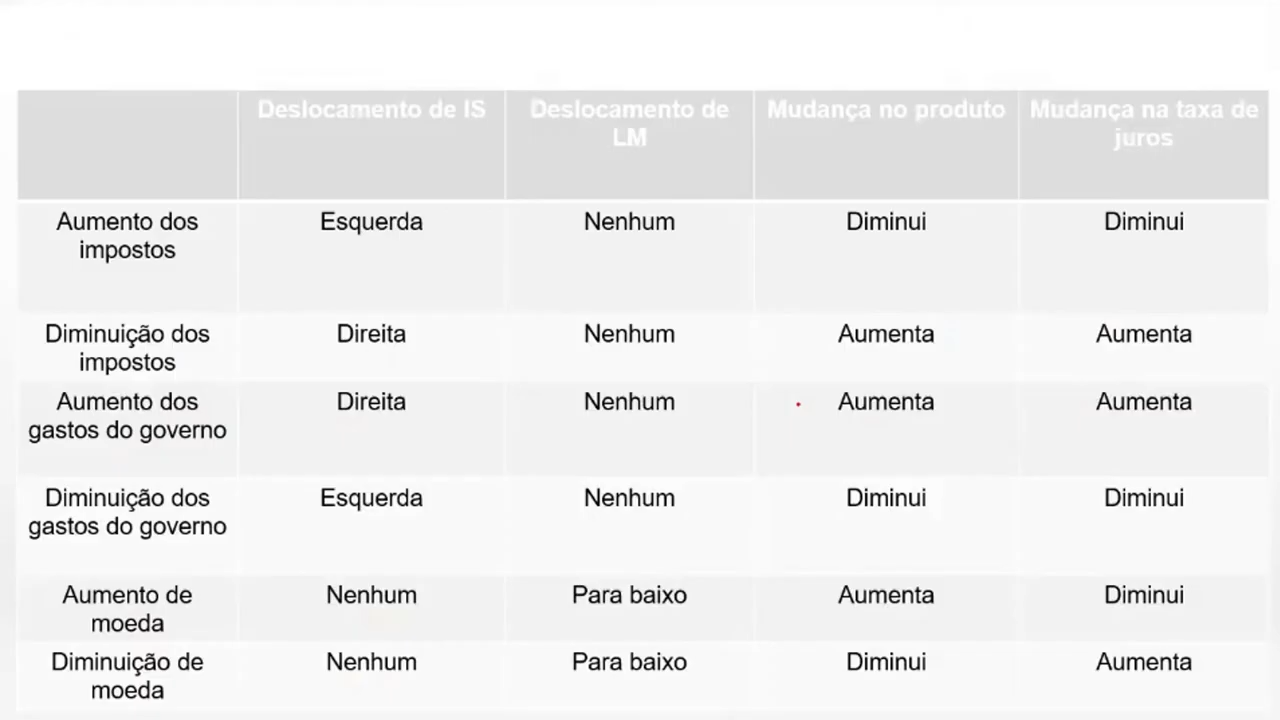 Deslocamento de IS
Deslocamento de
LM
Mudança no produto
Mudança na taxa de
juros
Aumento dos
impostos
Esquerda
Nenhum
Diminui
Diminui
Diminuição dos
impostos
Direita
Nenhum
Aumenta
Aumenta
Aumento dos
gastos do governo
Direita
Nenhum
Aumenta
Aumenta
Diminuição dos
gastos do governo
Esquerda
Nenhum
Diminui
Diminui
Aumento de
moeda
Nenhum
Para baixo
Aumenta
Diminui
Diminuição de
moeda
Nenhum
Para baixo
Diminui
Aumenta